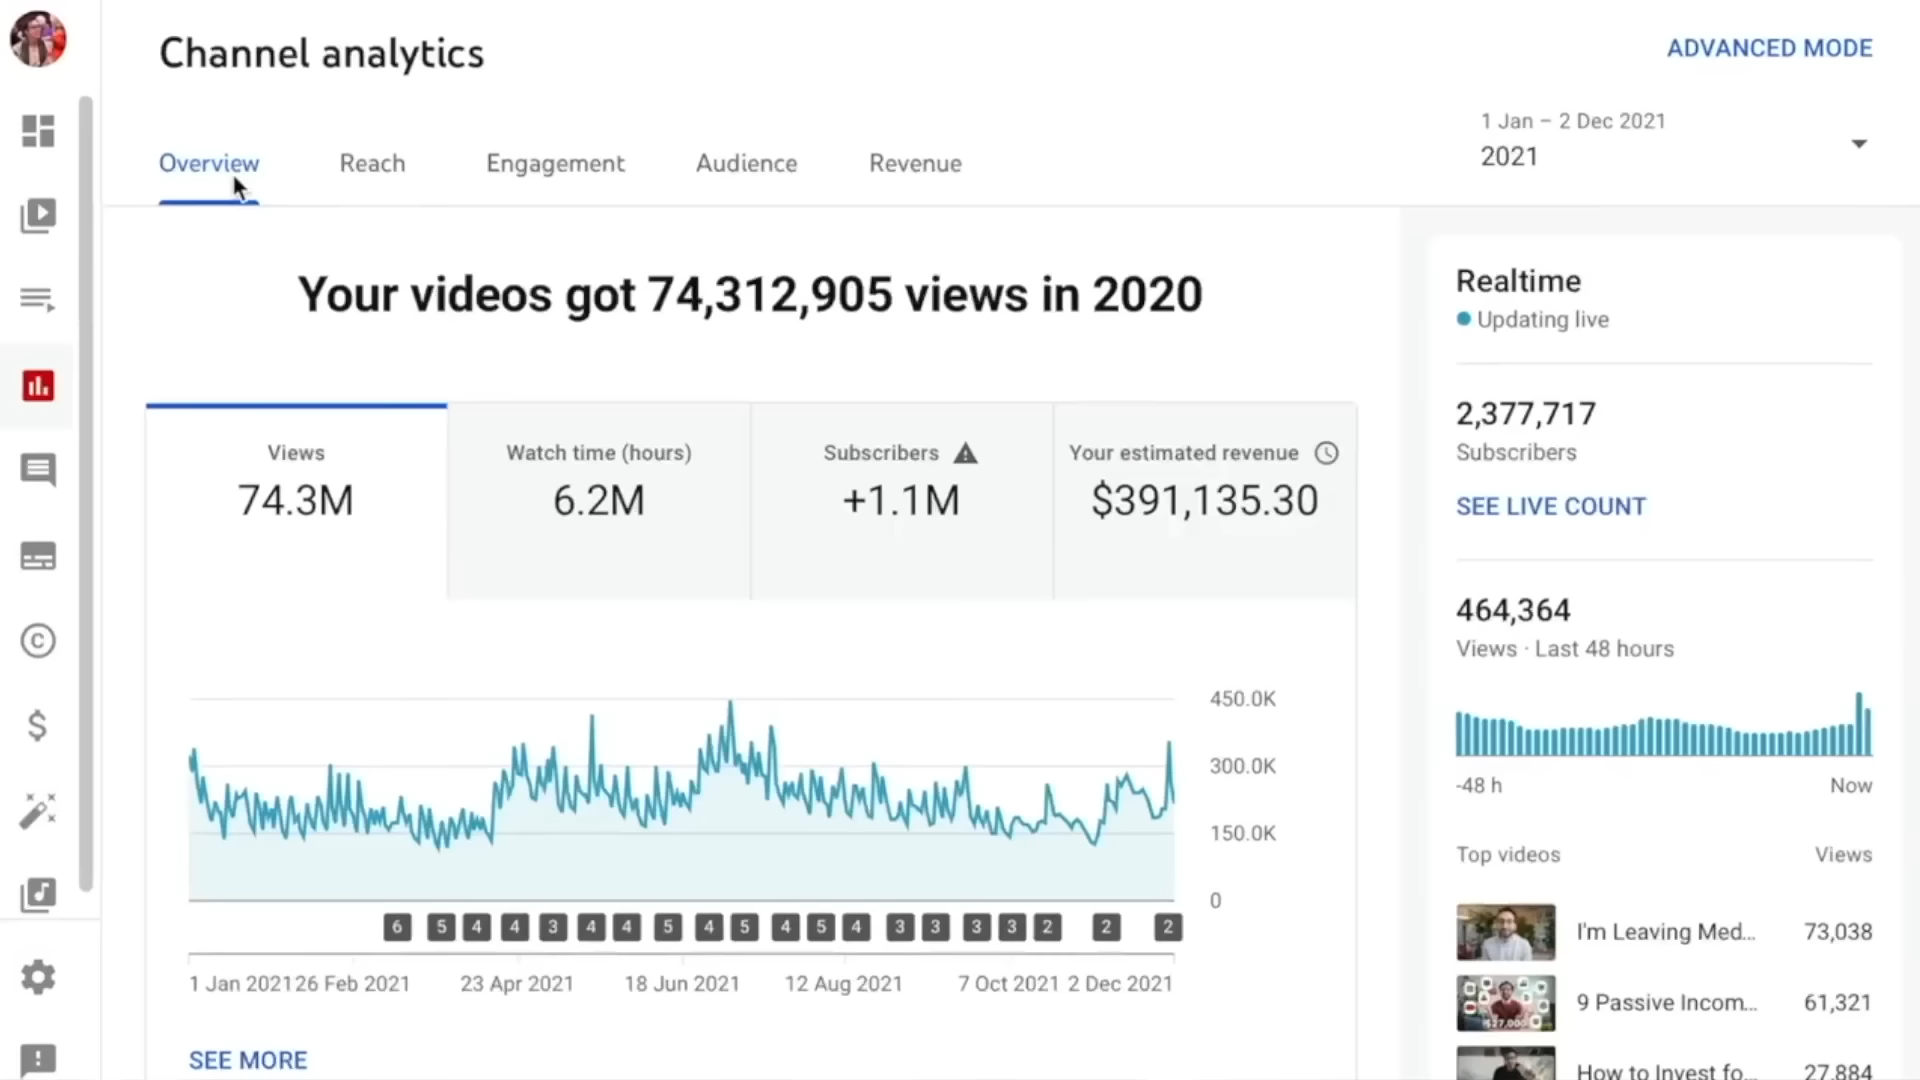 Channel analytics
ADVANCED MODE
1 Jan – 2 Dec 2021
2021
Overview
Reach
Engagement
Audience
Revenue
Your videos got 74,312,905 views in 2020
Views
74.3M
Watch time (hours)
6.2M
Subscribers
+1.1M
Your estimated revenue
$391,135.30
450.0K
300.0K
150.0K
0
6 5 4 4 3 4 4 5 4 5 4 5 4 3 3 3 3 2 2 2
1 Jan 2021 26 Feb 2021 23 Apr 2021 18 Jun 2021 12 Aug 2021 7 Oct 2021 2 Dec 2021
SEE MORE
Realtime
Updating live
2,377,717
Subscribers
SEE LIVE COUNT
464,364
Views · Last 48 hours
-48 h
Now
Top videos
Views
I'm Leaving Med...
73,038
$27,000
9 Passive Incom...
61,321
How to Invest fo...
27,884